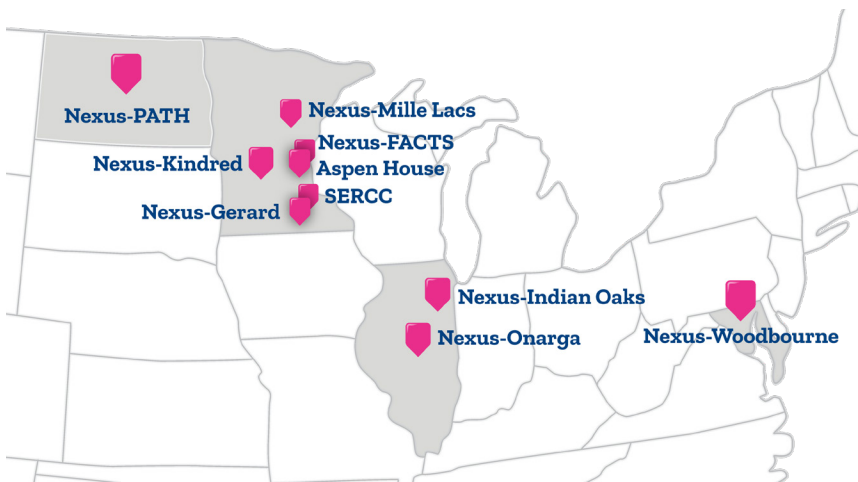 Nexus-PATH
Nexus-Mille Lacs
Nexus-FACTS
Nexus-Kindred
Aspen House
SERCC
Nexus-Gerard
Nexus-Indian Oaks
Nexus-Onarga
Nexus-Woodbourne